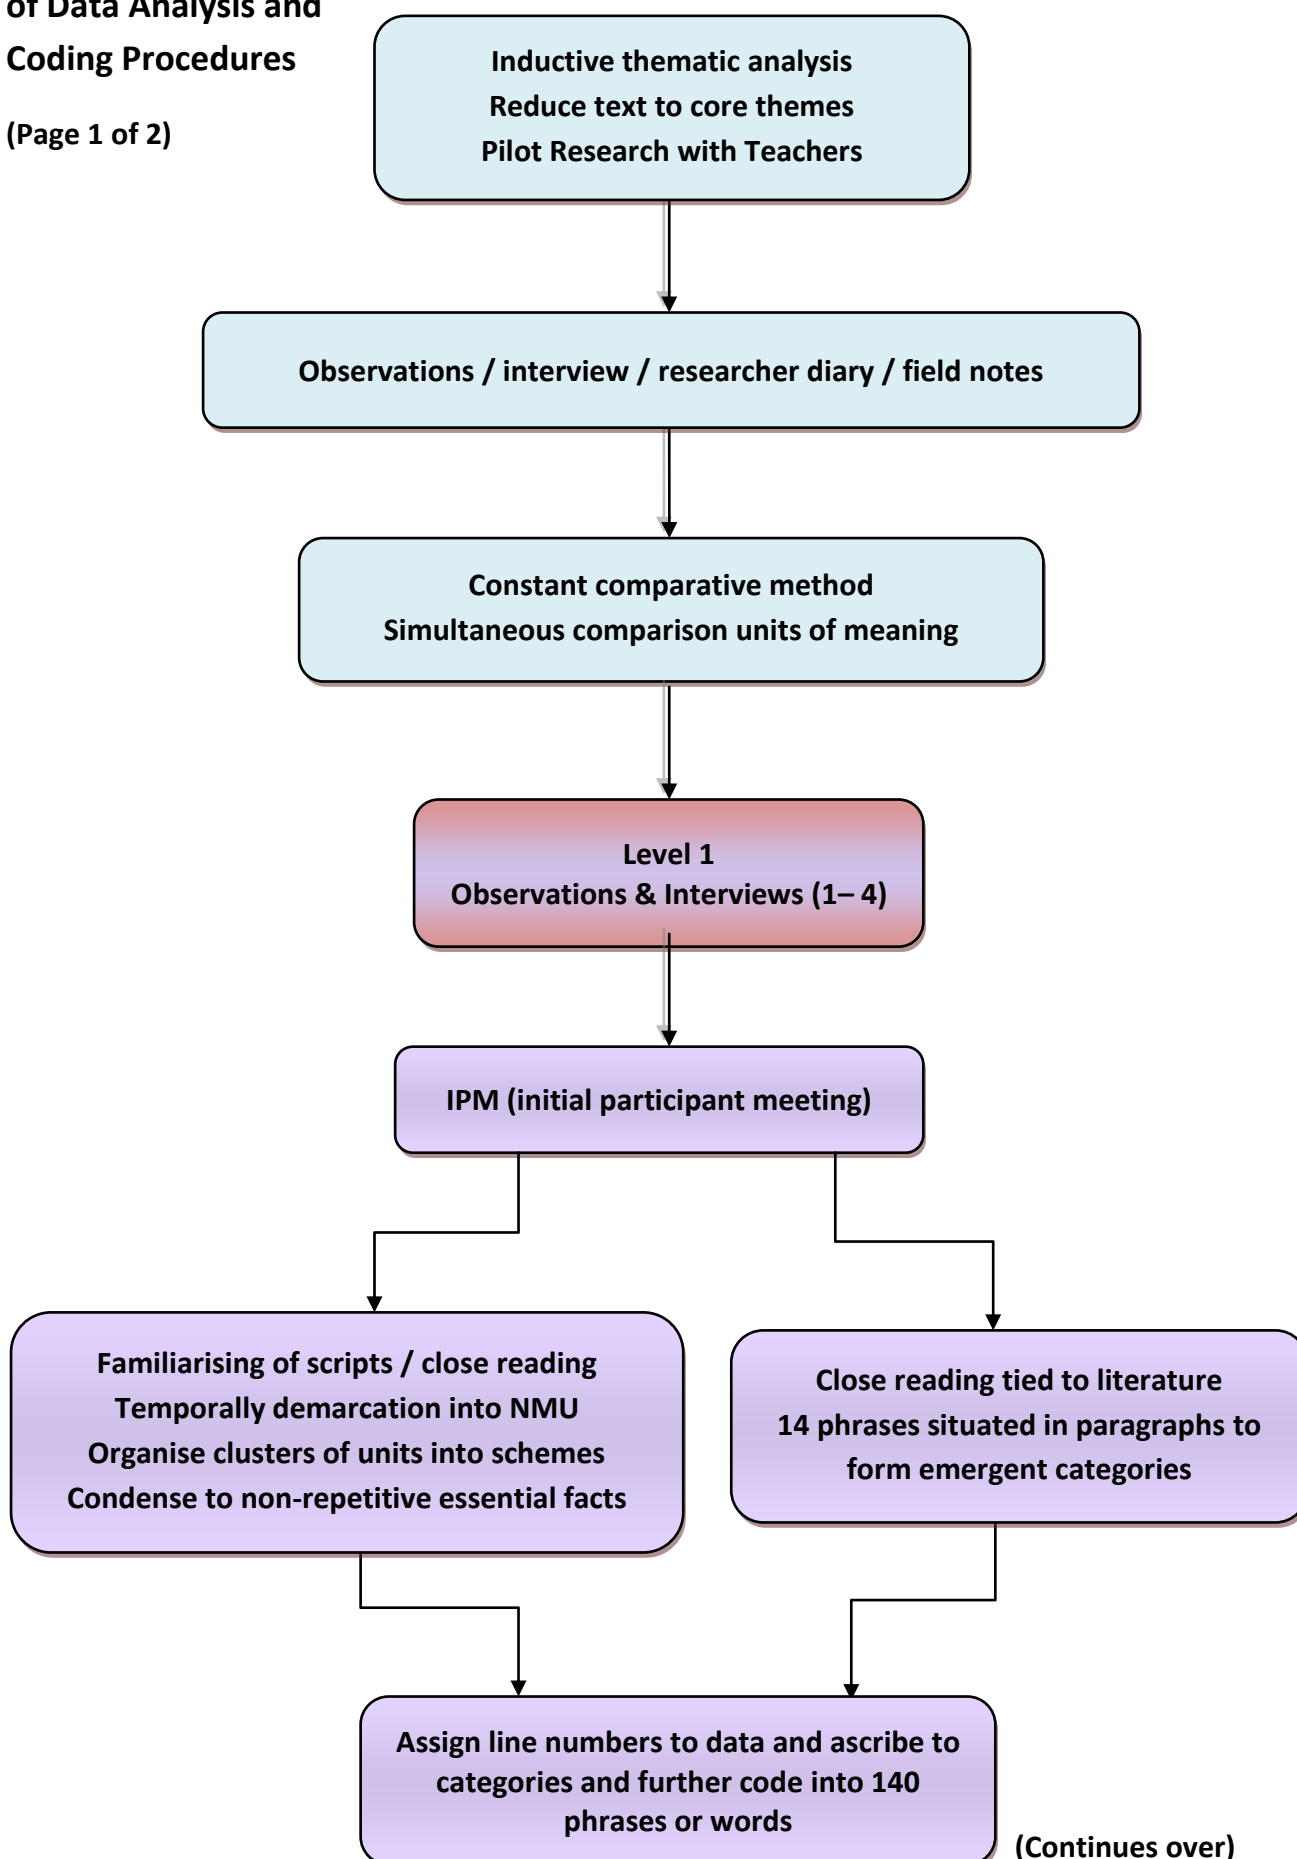 of Data Analysis and
Coding Procedures
(Page 1 of 2)
Inductive thematic analysis
Reduce text to core themes
Pilot Research with Teachers
Observations / interview / researcher diary / field notes
Constant comparative method
Simultaneous comparison units of meaning
Level 1
Observations & Interviews (1– 4)
IPM (initial participant meeting)
Familiarising of scripts / close reading
Temporally demarcation into NMU
Organise clusters of units into schemes
Condense to non-repetitive essential facts
Close reading tied to literature
14 phrases situated in paragraphs to
form emergent categories
Assign line numbers to data and ascribe to
categories and further code into 140
phrases or words
(Continues over)